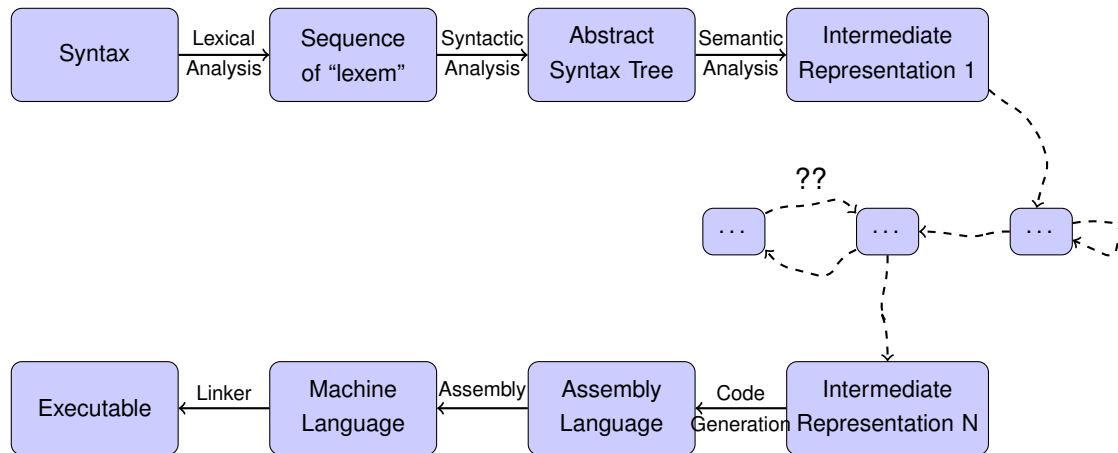 Syntax
Lexical
Analysis
Sequence
of “lexem”
Syntactic
Analysis
Abstract
Syntax Tree
Semantic
Analysis
Intermediate
Representation 1
??
...
...
...
Executable
Linker
Machine
Language
Assembly
Assembly
Language
Code
Generation
Intermediate
Representation N